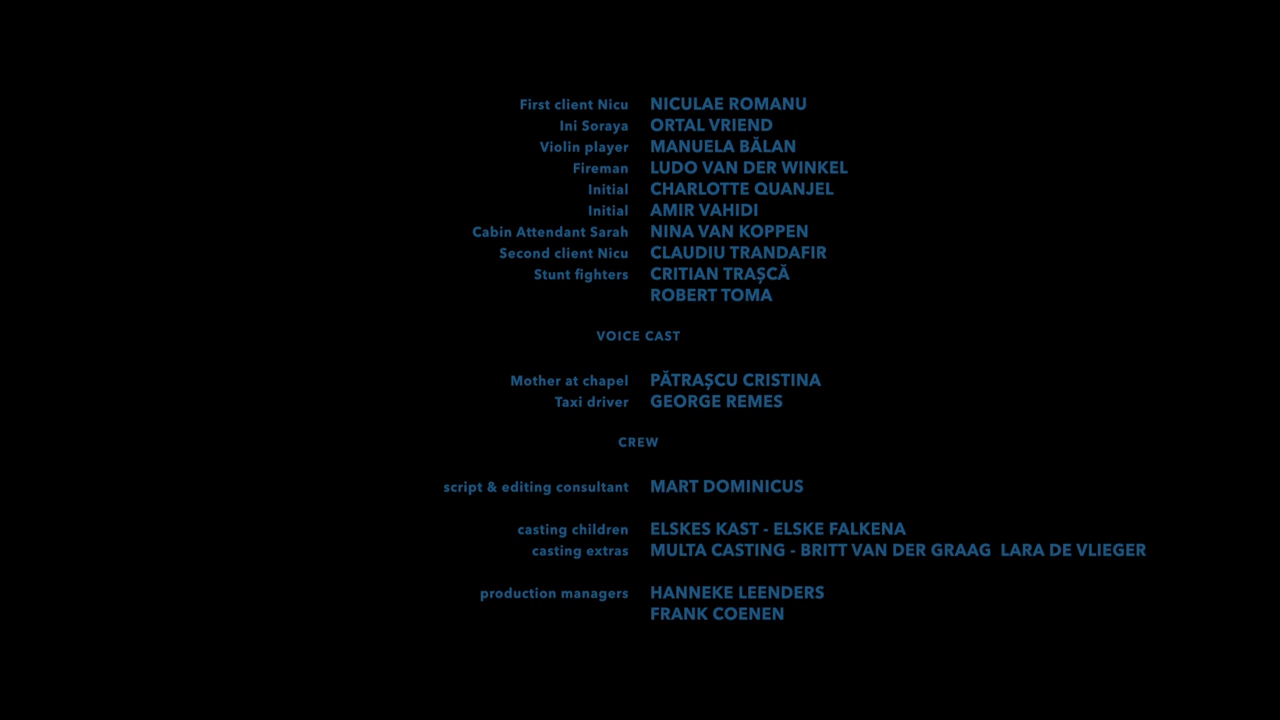 First client Nicu NICULAE ROMANU
Ini Soraya ORTAL VRIEND
Violin player MANUELA BĂLAN
Fireman LUDO VAN DER WINKEL
Initial CHARLOTTE QUANJEL
Initial AMIR VAHIDI
Cabin Attendant Sarah NINA VAN KOPPEN
Second client Nicu CLAUDIU TRANDAFIR
Stunt fighters CRITIAN TRAȘCĂ
ROBERT TOMA
VOICE CAST
Mother at chapel PĂTRAȘCU CRISTINA
Taxi driver GEORGE REMES
CREW
script & editing consultant MART DOMINICUS
casting children ELSKES KAST - ELSKE FALKENA
casting extras MULTA CASTING - BRITT VAN DER GRAAG  LARA DE VLIEGER
production managers HANNEKE LEENDERS
FRANK COENEN